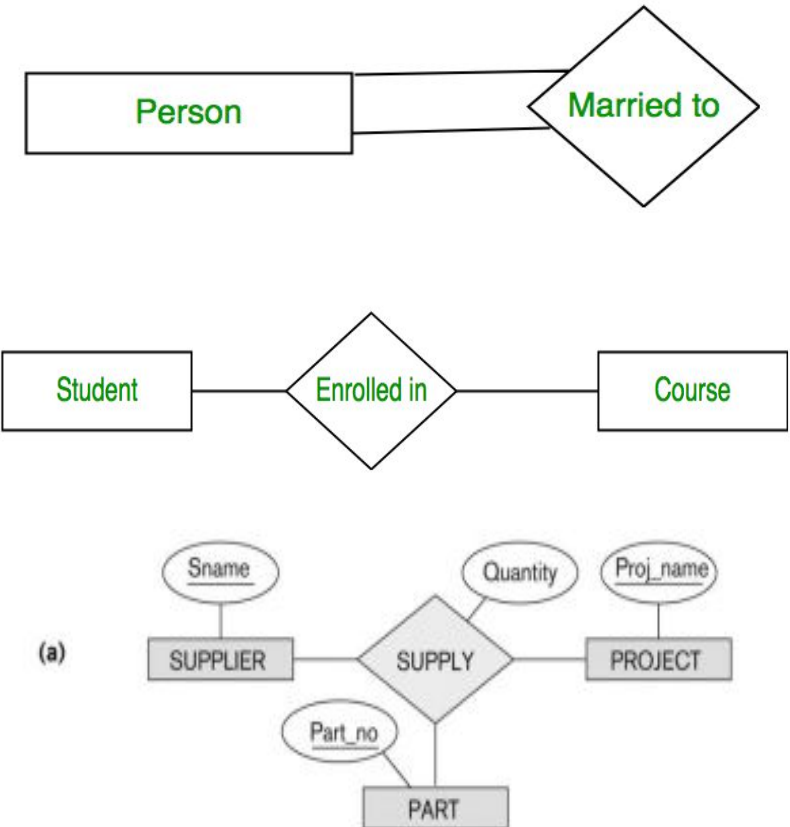 Person
Married to
Student
Enrolled in
Course
Sname
Quantity
Proj_name
(a)
SUPPLIER
SUPPLY
PROJECT
Part_no
PART